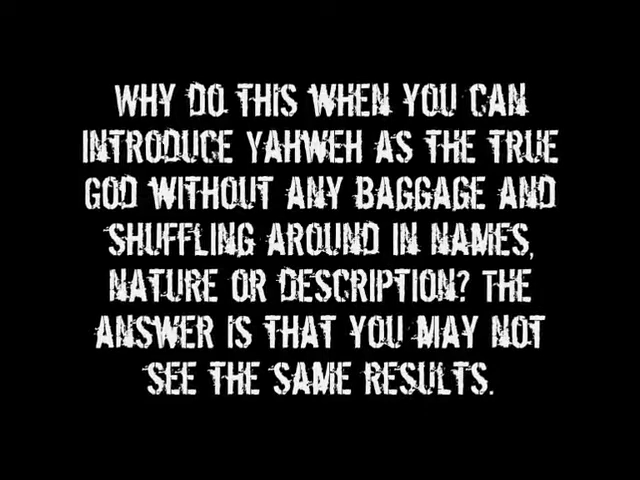 WHY DO THIS WHEN YOU CAN
INTRODUCE YAHWEH AS THE TRUE
GOD WITHOUT ANY BAGGAGE AND
SHUFFLING AROUND IN NAMES,
NATURE OR DESCRIPTION? THE
ANSWER IS THAT YOU MAY NOT
SEE THE SAME RESULTS.